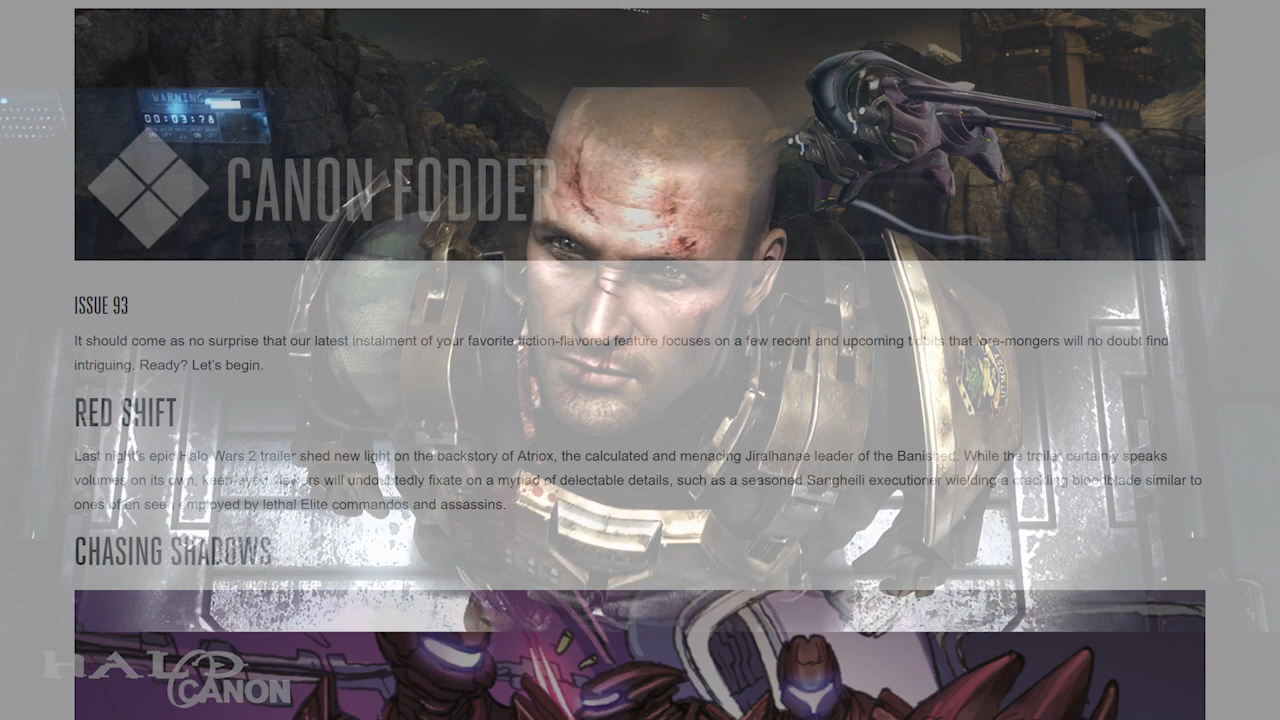 WARNING
00:03:78
CANON FODDER
ISSUE 93
It should come as no surprise that our latest instalment of your favorite fiction-flavored feature focuses on a few recent and upcoming tidbits that lore-mongers will no doubt find
intriguing. Ready? Let's begin.
RED SHIFT
Last night's epic Halo Wars 2 trailer shed new light on the backstory of Atriox, the calculated and menacing Jiralhanae leader of the Banished. While the trailer certainly speaks
volumes on its own, keen-eyed viewers will undoubtedly fixate on a myriad of delectable details, such as a seasoned Sangheili executioner wielding a crackling bloodblade similar to
ones often seen employed by lethal Elite commandos and assassins.
UTMOST
CHASING SHADOWS
HALO
CANON